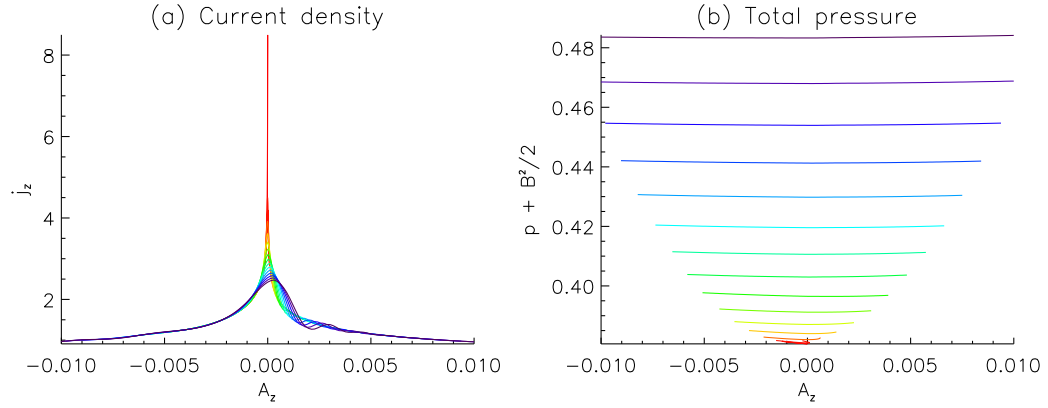 (a) Current density
j_z
8
6
4
2
−0.010 −0.005 0.000 0.005 0.010
A_z
(b) Total pressure
p + B²/2
0.48
0.46
0.44
0.42
0.40
−0.010 −0.005 0.000 0.005 0.010
A_z